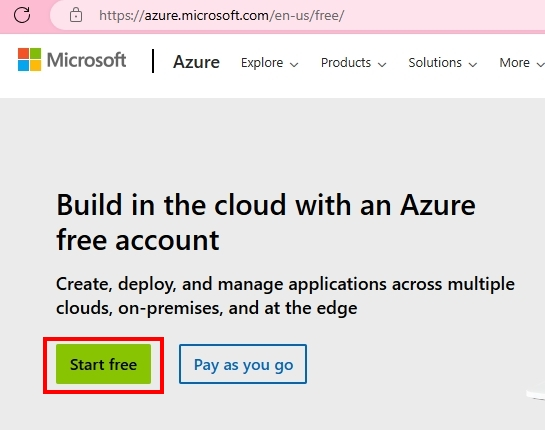 https://azure.microsoft.com/en-us/free/
Microsoft Azure Explore Products Solutions More
Build in the cloud with an Azure
free account
Create, deploy, and manage applications across multiple
clouds, on-premises, and at the edge
Start free Pay as you go